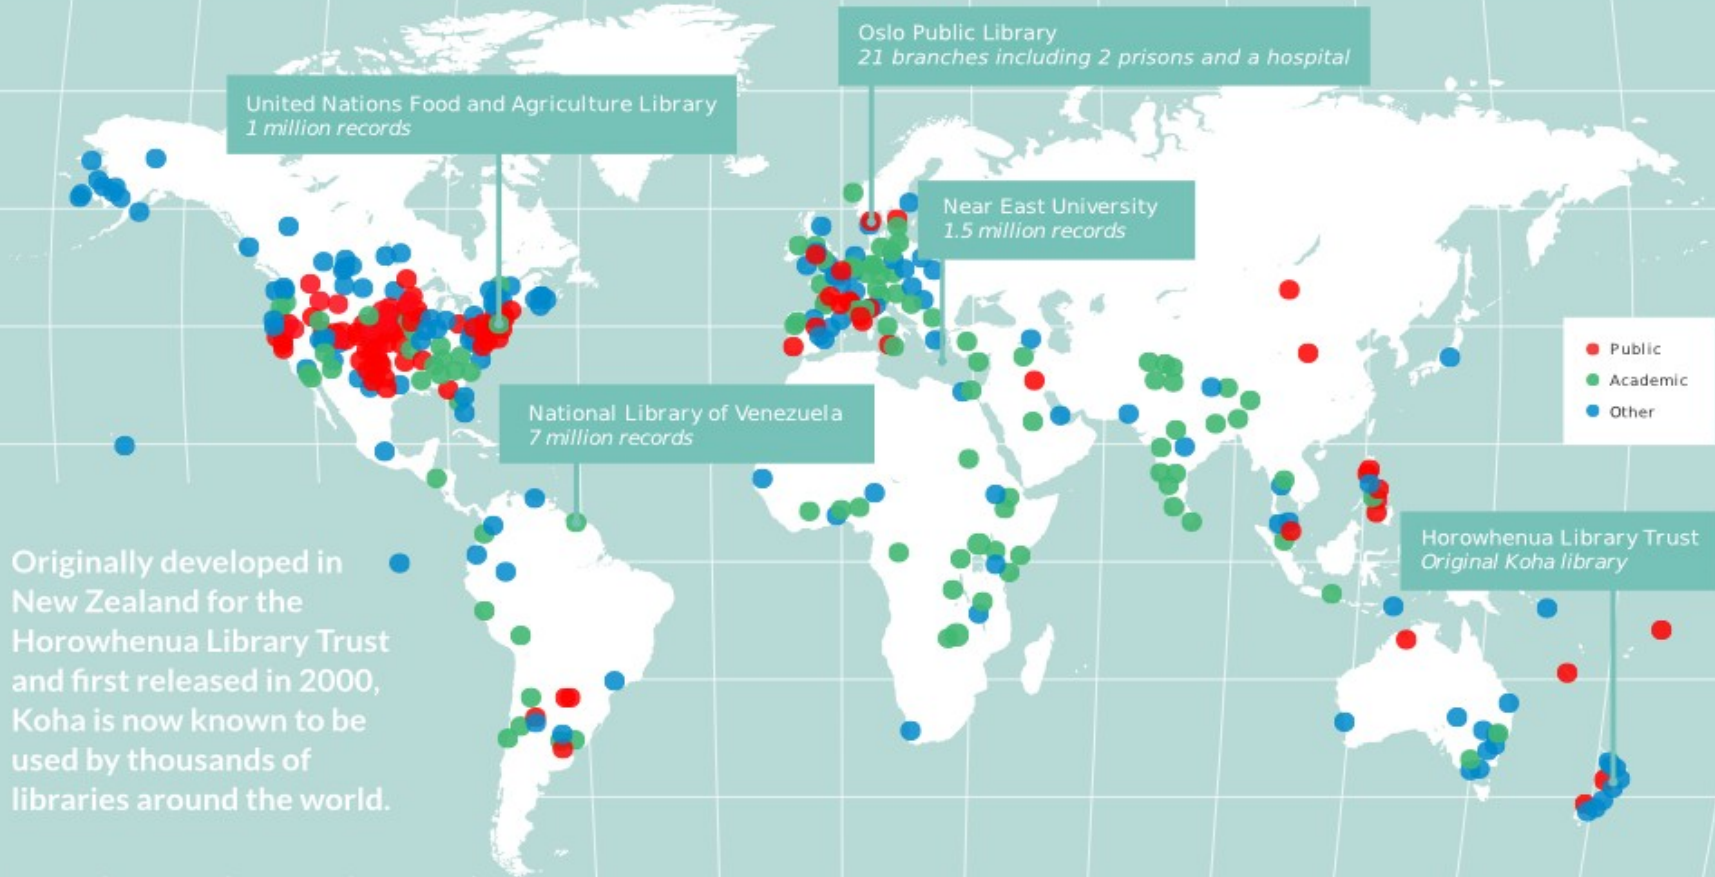 Oslo Public Library
21 branches including 2 prisons and a hospital
United Nations Food and Agriculture Library
1 million records
Near East University
1.5 million records
Public
Academic
Other
National Library of Venezuela
7 million records
Horowhenua Library Trust
Original Koha library
Originally developed in
New Zealand for the
Horowhenua Library Trust
and first released in 2000,
Koha is now known to be
used by thousands of
libraries around the world.